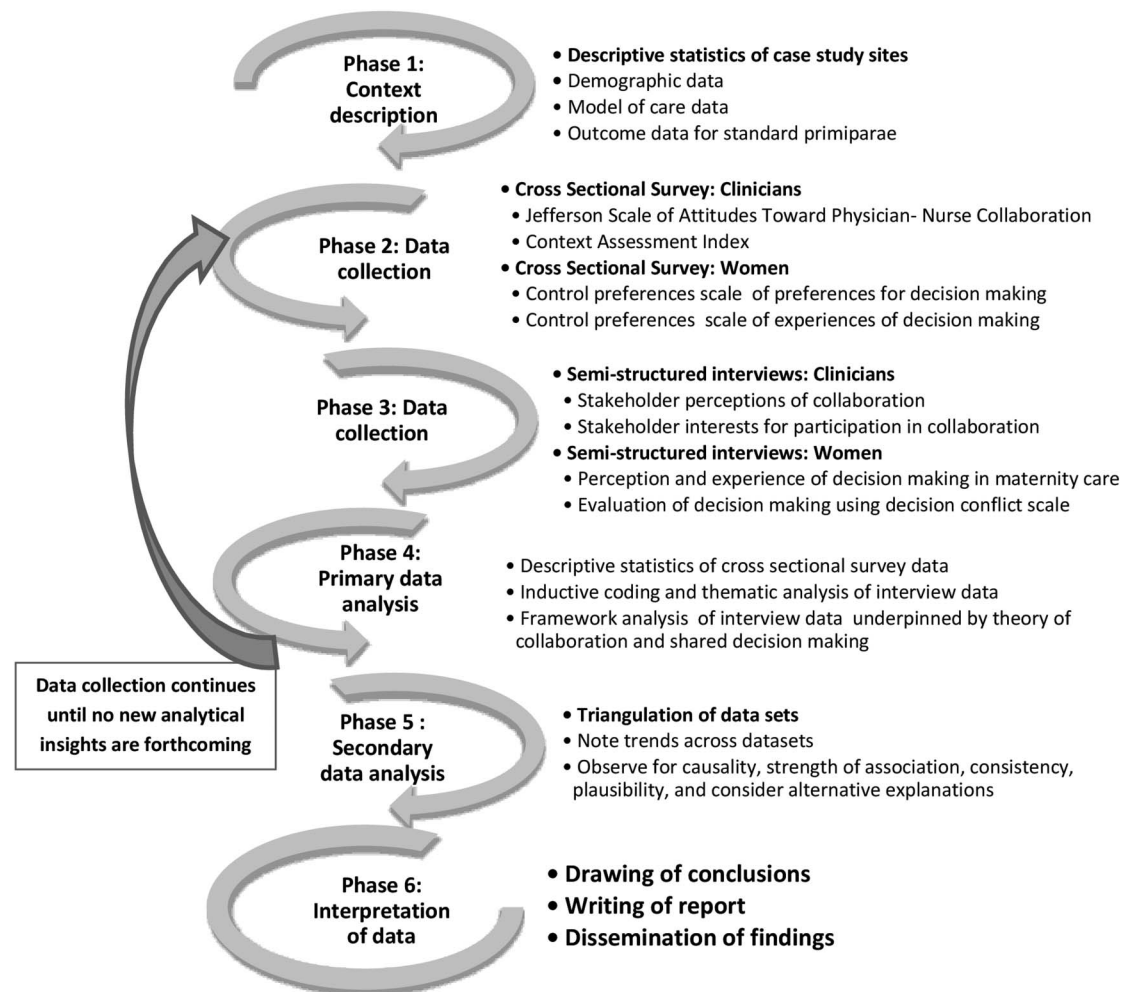 Phase 1:
Context
description
• Descriptive statistics of case study sites
• Demographic data
• Model of care data
• Outcome data for standard primiparae
Phase 2: Data
collection
• Cross Sectional Survey: Clinicians
• Jefferson Scale of Attitudes Toward Physician- Nurse Collaboration
• Context Assessment Index
• Cross Sectional Survey: Women
• Control preferences scale of preferences for decision making
• Control preferences scale of experiences of decision making
Phase 3: Data
collection
• Semi-structured interviews: Clinicians
• Stakeholder perceptions of collaboration
• Stakeholder interests for participation in collaboration
• Semi-structured interviews: Women
• Perception and experience of decision making in maternity care
• Evaluation of decision making using decision conflict scale
Phase 4:
Primary data
analysis
• Descriptive statistics of cross sectional survey data
• Inductive coding and thematic analysis of interview data
• Framework analysis of interview data underpinned by theory of
collaboration and shared decision making
Data collection continues
until no new analytical
insights are forthcoming
Phase 5 :
Secondary
data analysis
• Triangulation of data sets
• Note trends across datasets
• Observe for causality, strength of association, consistency,
plausibility, and consider alternative explanations
Phase 6:
Interpretation
of data
• Drawing of conclusions
• Writing of report
• Dissemination of findings